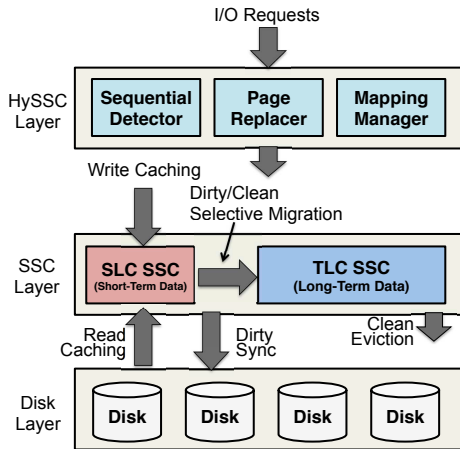 I/O Requests
HySSC
Layer
Sequential
Detector
Page
Replacer
Mapping
Manager
Write Caching
Dirty/Clean
Selective Migration
SSC
Layer
SLC SSC
(Short-Term Data)
TLC SSC
(Long-Term Data)
Read
Caching
Dirty
Sync
Clean
Eviction
Disk
Layer
Disk
Disk
Disk
Disk